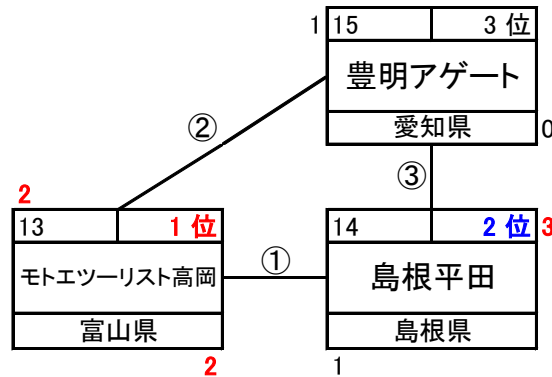 1 15 3 位
豊明アゲート
愛知県 0
②
③
2
13 1 位
モトエツーリスト高岡
富山県
2
①
14 2 位 3
島根平田
島根県
1